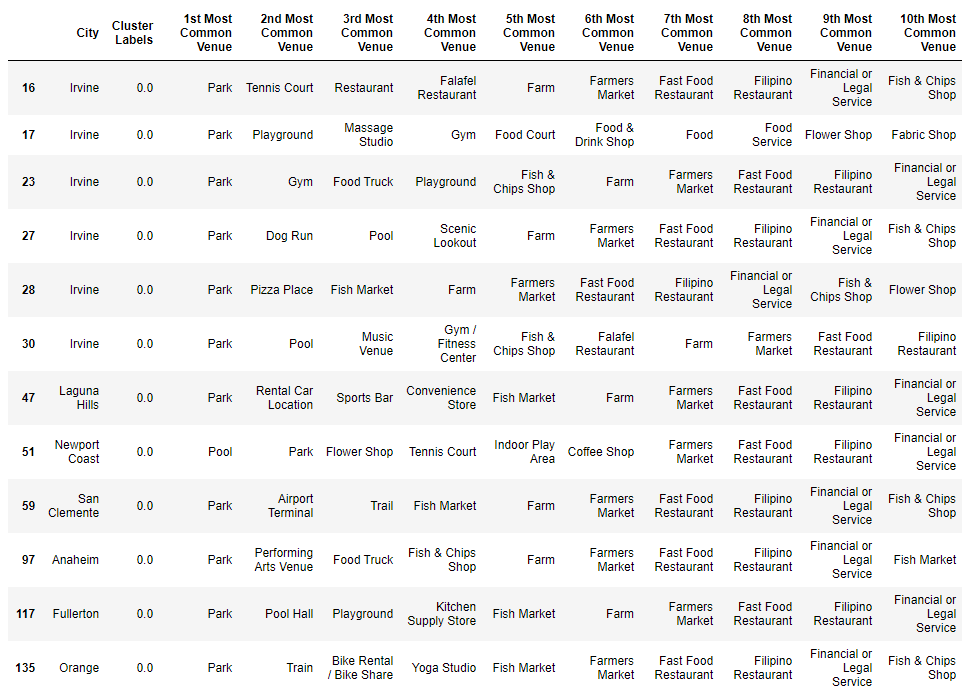 City Cluster Labels 1st Most Common Venue 2nd Most Common Venue 3rd Most Common Venue 4th Most Common Venue 5th Most Common Venue 6th Most Common Venue 7th Most Common Venue 8th Most Common Venue 9th Most Common Venue 10th Most Common Venue
16 Irvine 0.0 Park Tennis Court Restaurant Falafel Restaurant Farm Farmers Market Fast Food Restaurant Filipino Restaurant Financial or Legal Service Fish & Chips Shop
17 Irvine 0.0 Park Playground Massage Studio Gym Food Court Food & Drink Shop Food Food Service Flower Shop Fabric Shop
23 Irvine 0.0 Park Gym Food Truck Playground Fish & Chips Shop Farm Farmers Market Fast Food Restaurant Filipino Restaurant Financial or Legal Service
27 Irvine 0.0 Park Dog Run Pool Scenic Lookout Farm Farmers Market Fast Food Restaurant Filipino Restaurant Financial or Legal Service Fish & Chips Shop
28 Irvine 0.0 Park Pizza Place Fish Market Farm Farmers Market Fast Food Restaurant Filipino Restaurant Financial or Legal Service Fish & Chips Shop Flower Shop
30 Irvine 0.0 Park Pool Music Venue Gym / Fitness Center Fish & Chips Shop Falafel Restaurant Farm Farmers Market Fast Food Restaurant Filipino Restaurant
47 Laguna Hills 0.0 Park Rental Car Location Sports Bar Convenience Store Fish Market Farm Farmers Market Fast Food Restaurant Filipino Restaurant Financial or Legal Service
51 Newport Coast 0.0 Pool Park Flower Shop Tennis Court Indoor Play Area Coffee Shop Farmers Market Fast Food Restaurant Filipino Restaurant Financial or Legal Service
59 San Clemente 0.0 Park Airport Terminal Trail Fish Market Farm Farmers Market Fast Food Restaurant Filipino Restaurant Financial or Legal Service Fish & Chips Shop
97 Anaheim 0.0 Park Performing Arts Venue Food Truck Fish & Chips Shop Farm Farmers Market Fast Food Restaurant Filipino Restaurant Financial or Legal Service Fish Market
117 Fullerton 0.0 Park Pool Hall Playground Kitchen Supply Store Fish Market Farm Farmers Market Fast Food Restaurant Filipino Restaurant Financial or Legal Service
135 Orange 0.0 Park Train Bike Rental / Bike Share Yoga Studio Fish Market Farmers Market Fast Food Restaurant Filipino Restaurant Financial or Legal Service Fish & Chips Shop